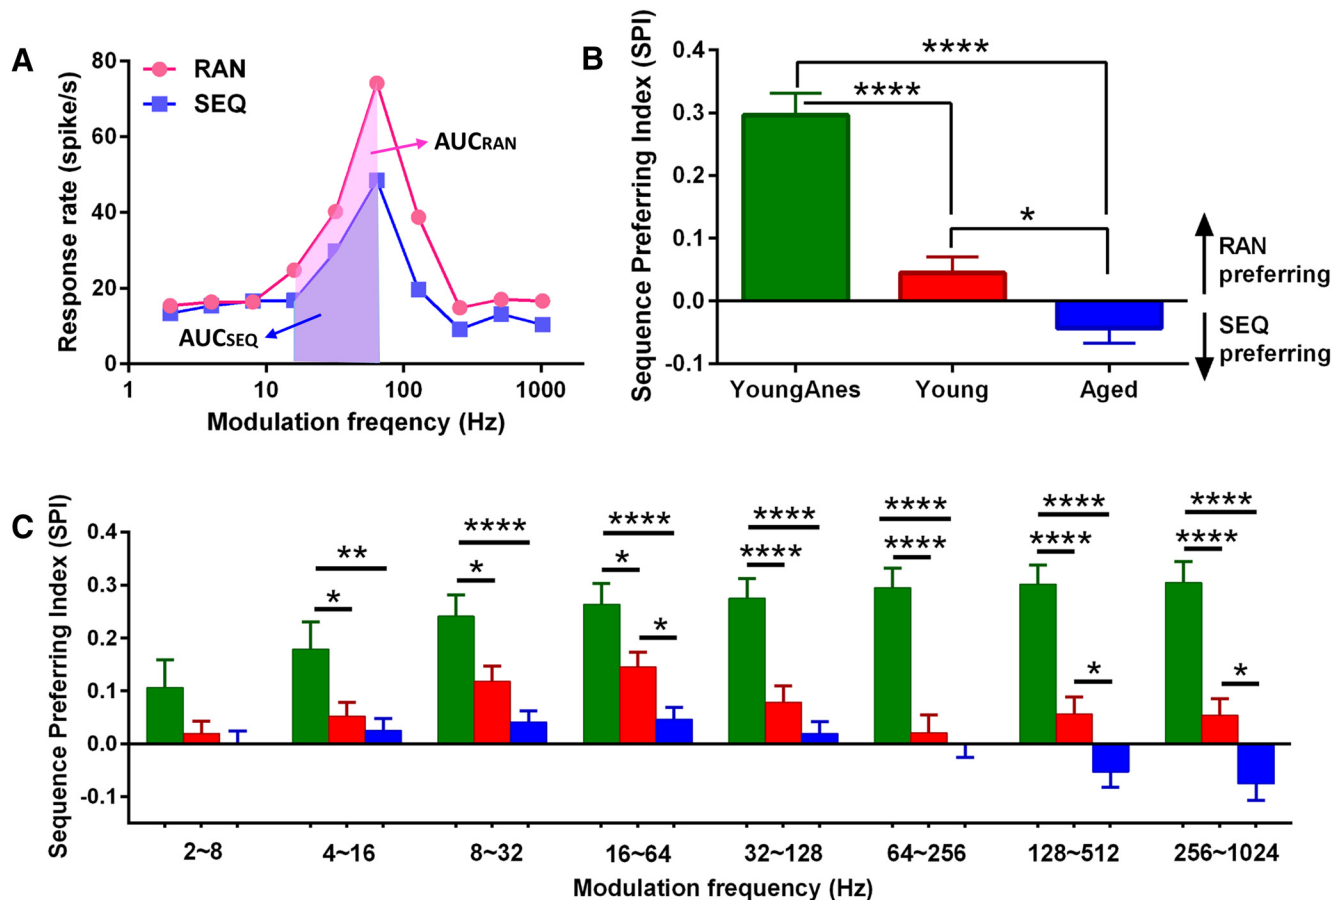 A
RAN
SEQ
AUCRAN
AUCSEQ
Response rate (spike/s)
80
60
40
20
0
1
10
100
1000
Modulation freqency (Hz)
B
Sequence Preferring Index (SPI)
0.4
0.3
0.2
0.1
0.0
-0.1
****
****
*
RAN
preferring
SEQ
preferring
YoungAnes
Young
Aged
C
Sequence Preferring Index (SPI)
0.4
0.3
0.2
0.1
0.0
-0.1
**
*
****
*
****
*
*
****
****
****
****
****
****
*
****
****
*
2~8
4~16
8~32
16~64
32~128
64~256
128~512
256~1024
Modulation frequency (Hz)